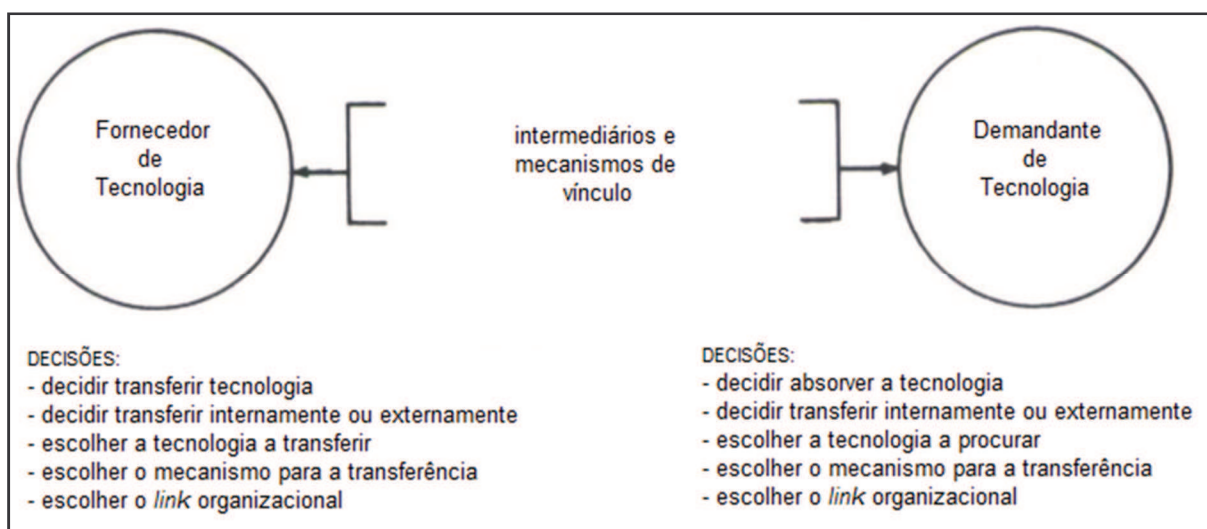 Fornecedor
de
Tecnologia
intermediários e
mecanismos de
vínculo
Demandante
de
Tecnologia
DECISÕES:
- decidir transferir tecnologia
- decidir transferir internamente ou externamente
- escolher a tecnologia a transferir
- escolher o mecanismo para a transferência
- escolher o link organizacional
DECISÕES:
- decidir absorver a tecnologia
- decidir transferir internamente ou externamente
- escolher a tecnologia a procurar
- escolher o mecanismo para a transferência
- escolher o link organizacional